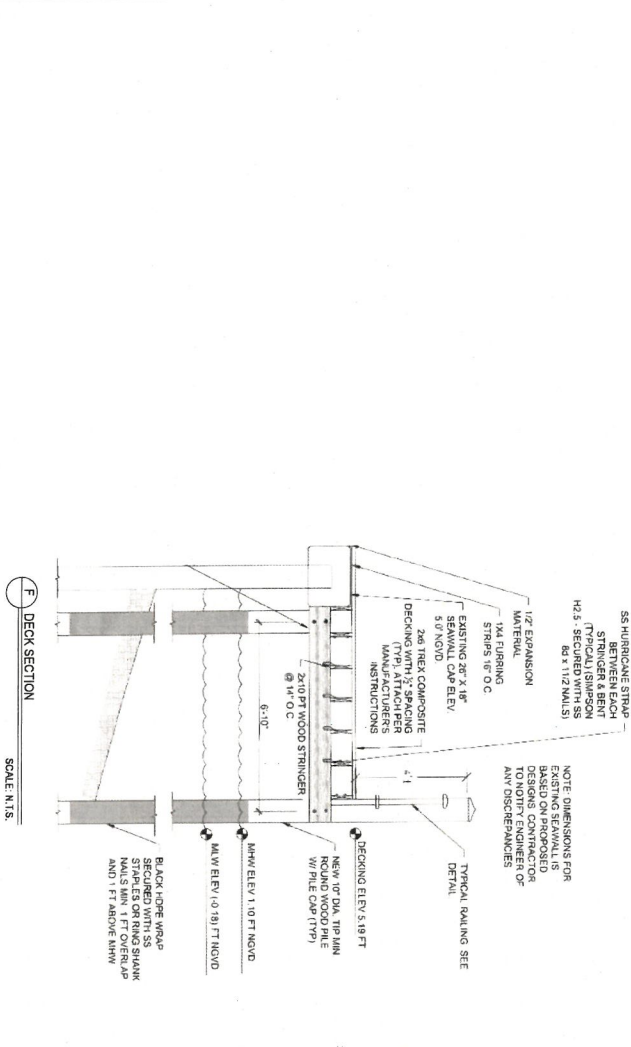 SS HURRICANE STRAP
BETWEEN EACH
STRINGER & BENT
(TYPICAL) (SIMPSON
H2.5 - SECURED WITH SS
8d x 11/2 NAILS)
NOTE: DIMENSIONS FOR
EXISTING SEAWALL IS
BASED ON PROPOSED
DESIGNS. CONTRACTOR
TO NOTIFY ENGINEER OF
ANY DISCREPANCIES
1/2" EXPANSION
MATERIAL
1X4 FURRING
STRIPS 16" O.C.
EXISTING 26" X 18"
SEAWALL CAP ELEV.
5.0' NGVD.
2x6 TREX COMPOSITE
DECKING WITH ½" SPACING
(TYP). ATTACH PER
MANUFACTURER'S
INSTRUCTIONS
TYPICAL RAILING SEE
DETAIL
DECKING ELEV 5.19 FT
NEW 10" DIA. TIP MIN
ROUND WOOD PILE
W/ PILE CAP (TYP)
2x10 PT WOOD STRINGER
@ 14" O.C
6'-10"
MHW ELEV 1.10 FT NGVD
MLW ELEV (-0.18) FT NGVD
BLACK HDPE WRAP
SECURED WITH SS
STAPLES OR RING SHANK
NAILS MIN. 1 FT OVERLAP
AND 1 FT ABOVE MHW
F DECK SECTION
SCALE: N.T.S.